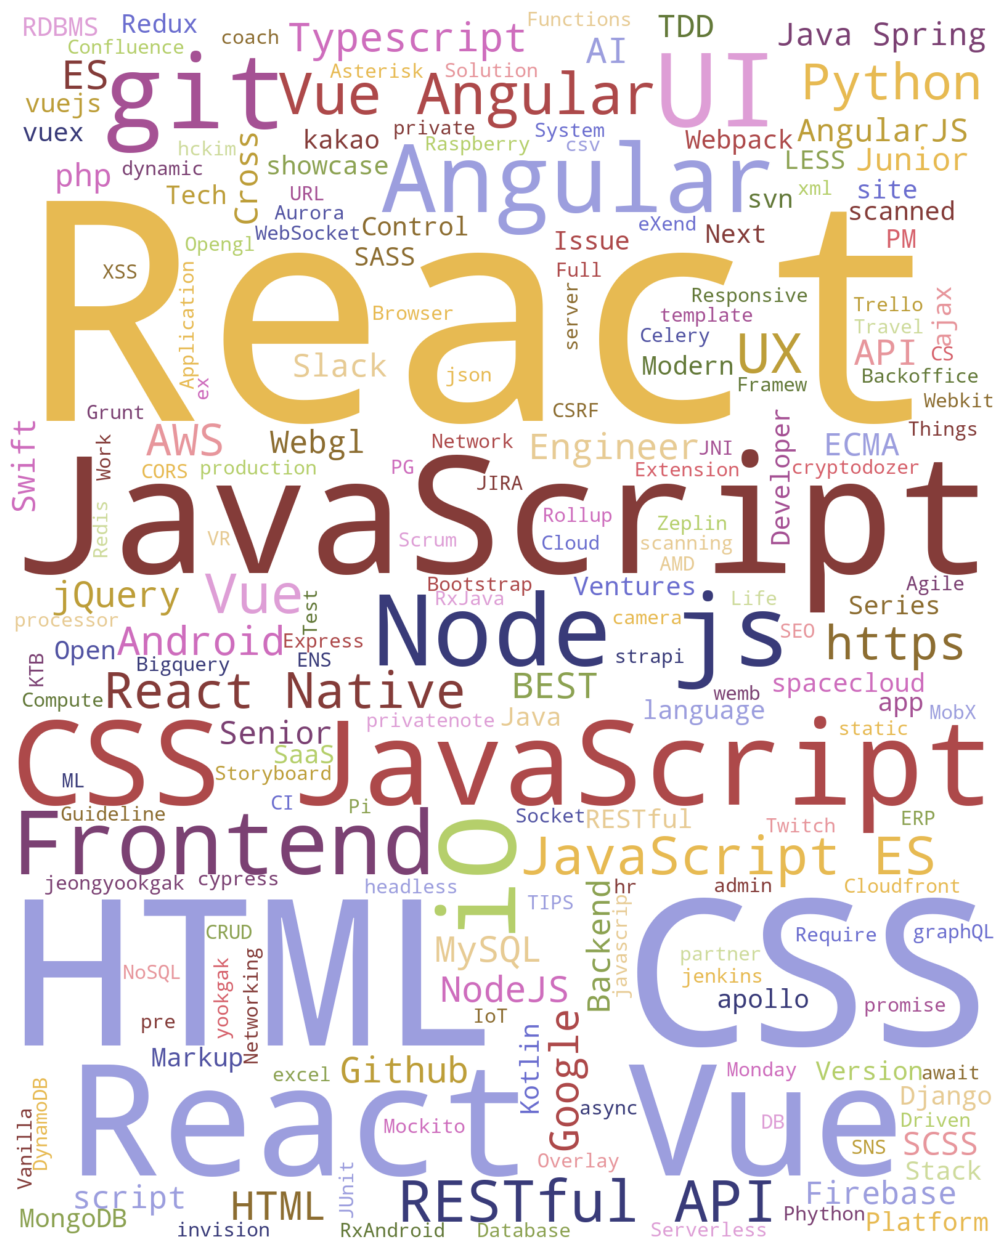 RDBMS
Redux
coach
Typescript
Functions
AI
TDD
Java Spring
Confluence
ES
git
Vue Angular
Asterisk
Solution
UI
Python
vuejs
vuex
hckim
Cross
kakao
private
Raspberry
System
csv
Webpack
AngularJS
php
dynamic
showcase
Angular
LESS
Junior
Tech
URL
svn
xml
site
Aurora
WebSocket
Control
eXend
scanned
Opengl
SASS
Issue
Next
PM
XSS
React
Full
Application
Browser
server
Responsive
template
Trello
ajax
Travel
Celery
UX
API
CS
Slack
json
Modern
Backoffice
ex
Framew
Webkit
Grunt
CSRF
Things
Swift
AWS
Webgl
Network
Engineer
JNI
Developer
ECMA
Work
CORS
production
PG
Extension
cryptodozer
JIRA
JavaScript
Redis
VR
Scrum
Rollup
Cloud
Zeplin
scanning
AMD
jQuery
Vue
Bootstrap
Ventures
Agile
processor
Test
RxJava
Node js
camera
Life
Series
Android
Express
SEO
https
Open
Bigquery
ENS
strapi
KTB
Compute
React Native
BEST
wemb
spacecloud
app
language
MobX
privatenote
Java
Senior
static
CSS JavaScript
SaaS
Storyboard
ML
CI
Pi
Guideline
Frontend
iO
Socket
RESTful
Twitch
ERP
JavaScript ES
jeongyookgak
cypress
headless
hr
admin
Cloudfront
HTML CSS
TIPS
Backend
javascrip
CRUD
Require
graphQL
MySQL
partner
NoSQL
yookgak
Networking
jenkins
NodeJS
apollo
promise
pre
IoT
Google
Markup
Kotlin
excel
Github
Monday
Version
await
React Vue
Vanilla
DynamoDB
async
Django
Mockito
DB
Driven
SNS
SCSS
Overlay
Stack
script
JUnit
HTML
RESTful API
Firebase
MongoDB
Phython
Platform
invision
RxAndroid
Database
Serverless